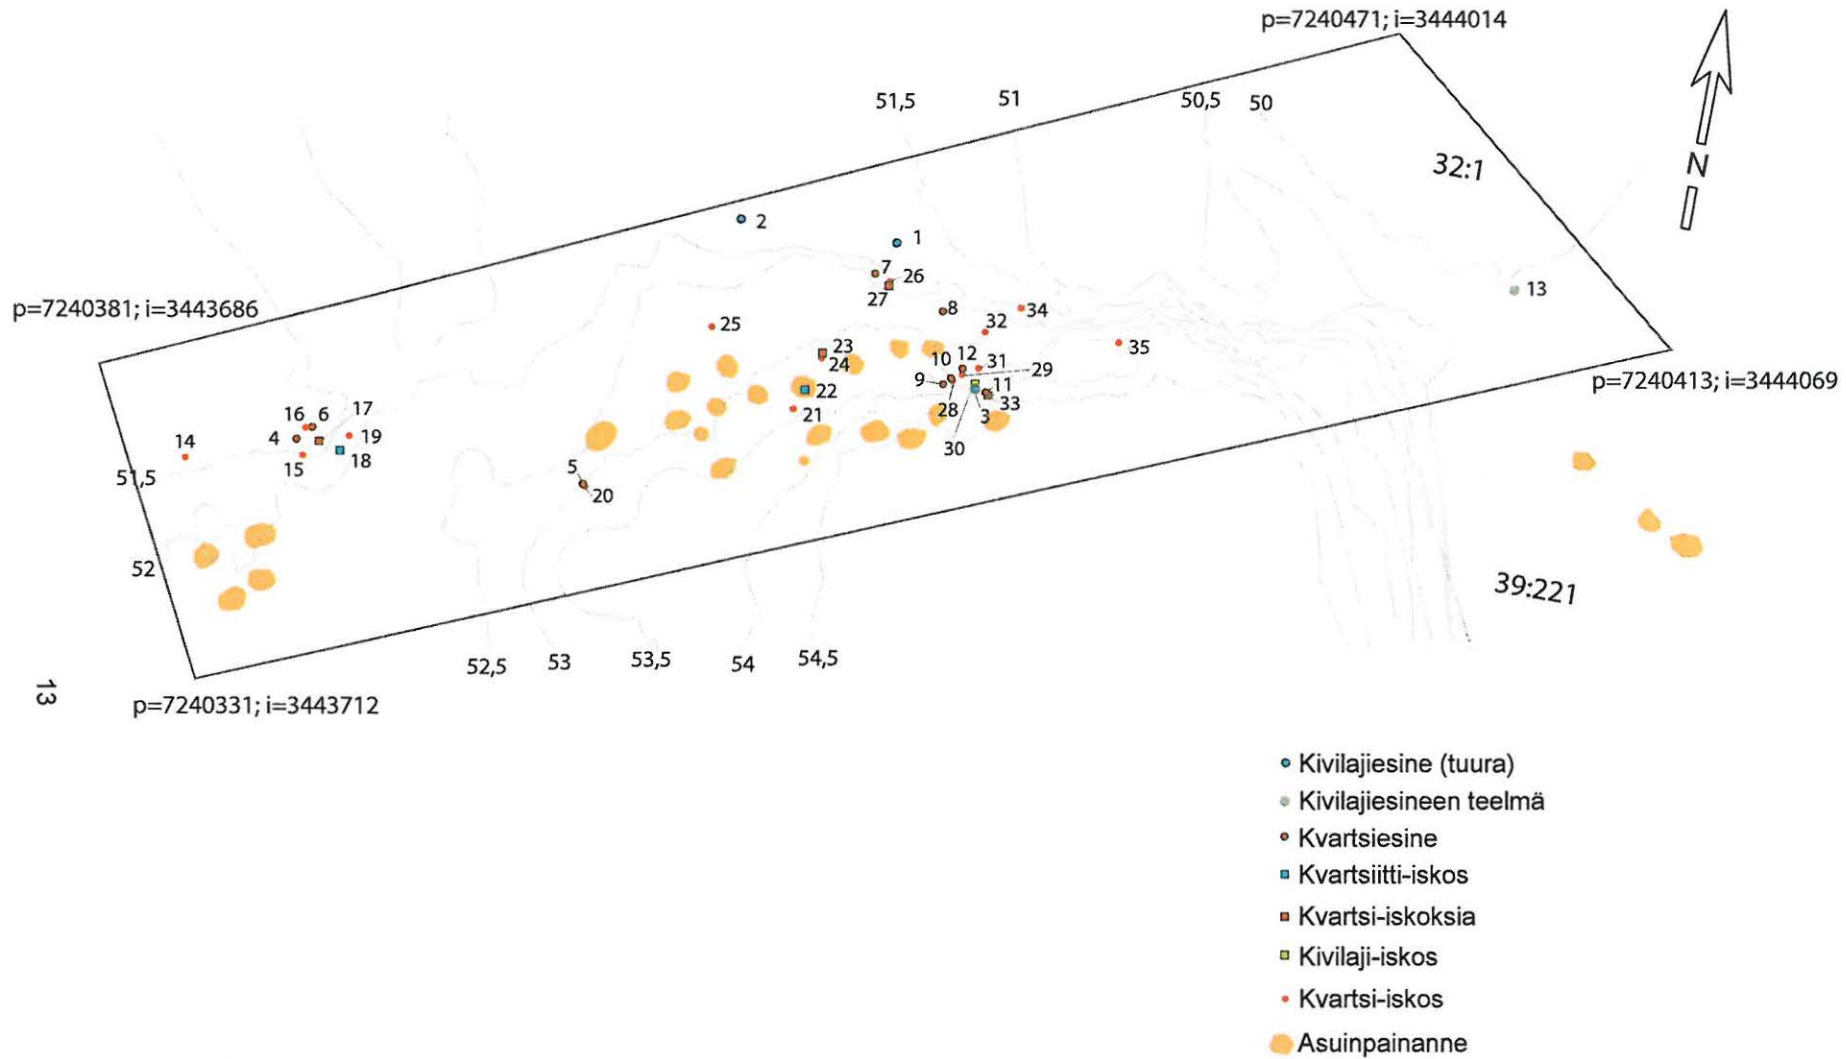 p=7240471; i=3444014
51,5 51 50,5 50
32:1
N
2
1
7
26
27
8
34
32
13
p=7240381; i=3443686
25
35
23
24
10 12 31 29
9
22
11
33
28
3
21
30
p=7240413; i=3444069
16 6 17
14
4
19
15
18
51,5
5
20
52
39:221
52,5 53 53,5 54 54,5
13
p=7240331; i=3443712
Kivilajiesine (tuura)
Kivilajiesineen teelmä
Kvartsiesine
Kvartsiitti-iskos
Kvartsi-iskoksia
Kivilaji-iskos
Kvartsi-iskos
Asuinpainanne